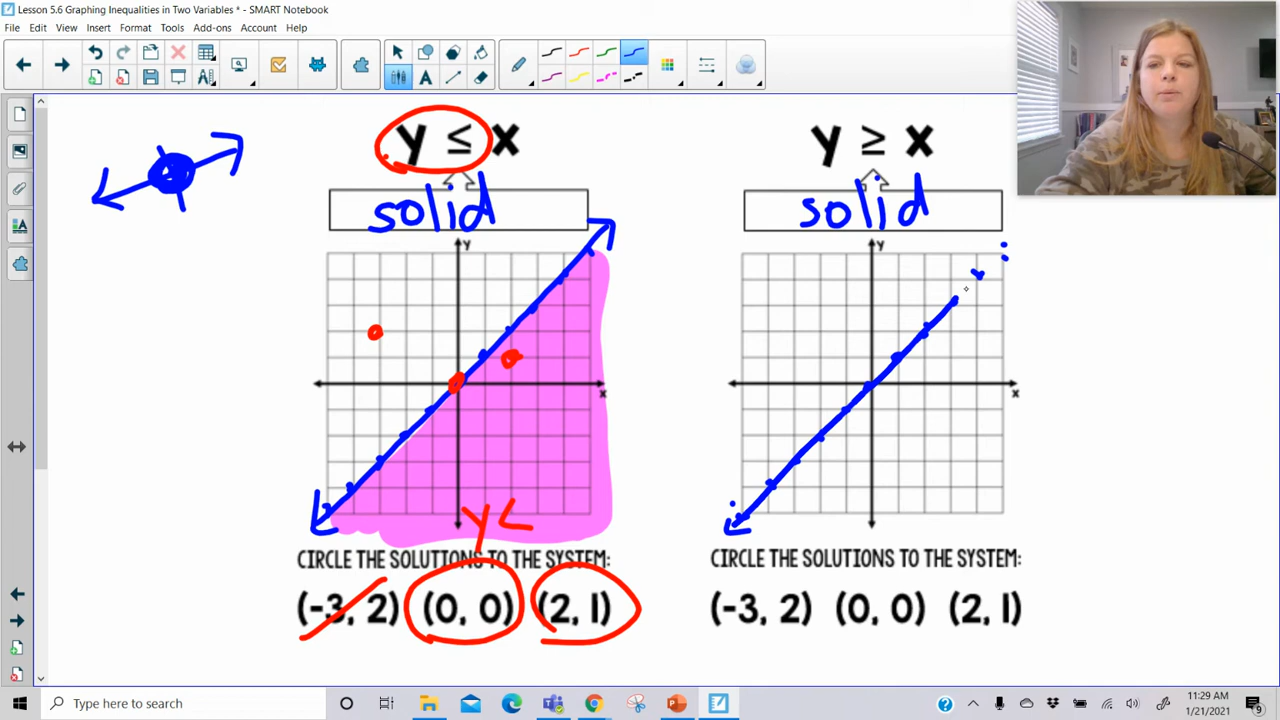 Lesson 5.6 Graphing Inequalities in Two Variables * - SMART Notebook
File Edit View Insert Format Tools Add-ons Account Help
y ≤ x
solid
y
x
y <
CIRCLE THE SOLUTIONS TO THE SYSTEM:
(-3, 2) (0, 0) (2, 1)
y ≥ x
solid
y
x
CIRCLE THE SOLUTIONS TO THE SYSTEM:
(-3, 2) (0, 0) (2, 1)
Type here to search
11:29 AM
1/21/2021